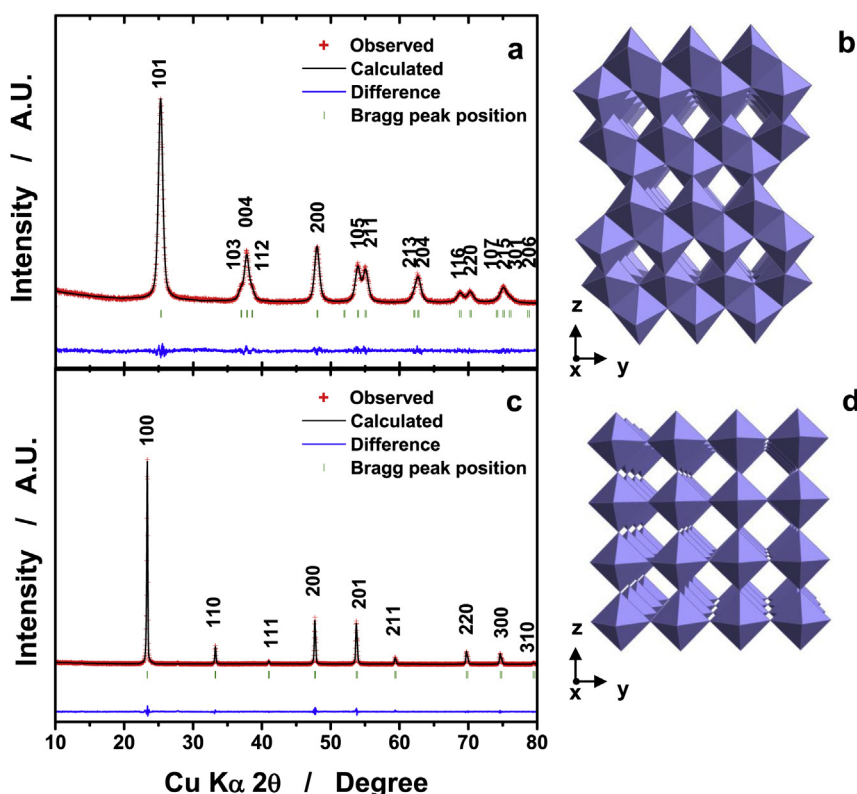 a
Observed
Calculated
Difference
Bragg peak position
101
103
004
112
200
105
211
213
204
116
220
107
215
301
206
Intensity / A.U.
b
z
x
y
c
Observed
Calculated
Difference
Bragg peak position
100
110
111
200
201
211
220
300
310
Intensity / A.U.
10 20 30 40 50 60 70 80
Cu Kα 2θ / Degree
d
z
x
y